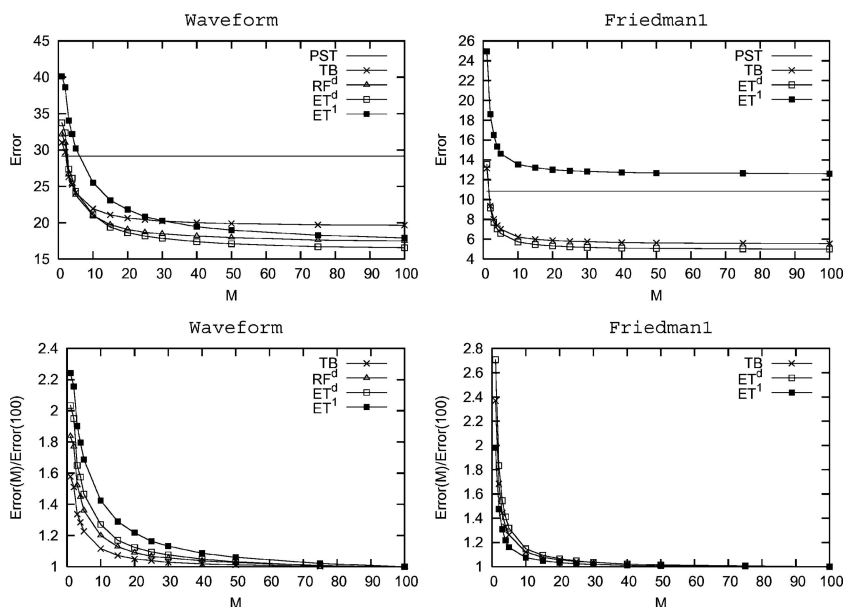 Waveform
45
40
35
30
25
20
15
Error
0 10 20 30 40 50 60 70 80 90 100
M
PST
TB
RF^d
ET^d
ET^1
Friedman1
26
24
22
20
18
16
14
12
10
8
6
4
Error
0 10 20 30 40 50 60 70 80 90 100
M
PST
TB
ET^d
ET^1
Waveform
2.4
2.2
2
1.8
1.6
1.4
1.2
1
Error(M)/Error(100)
0 10 20 30 40 50 60 70 80 90 100
M
TB
RF^d
ET^d
ET^1
Friedman1
2.8
2.6
2.4
2.2
2
1.8
1.6
1.4
1.2
1
Error(M)/Error(100)
0 10 20 30 40 50 60 70 80 90 100
M
TB
ET^d
ET^1